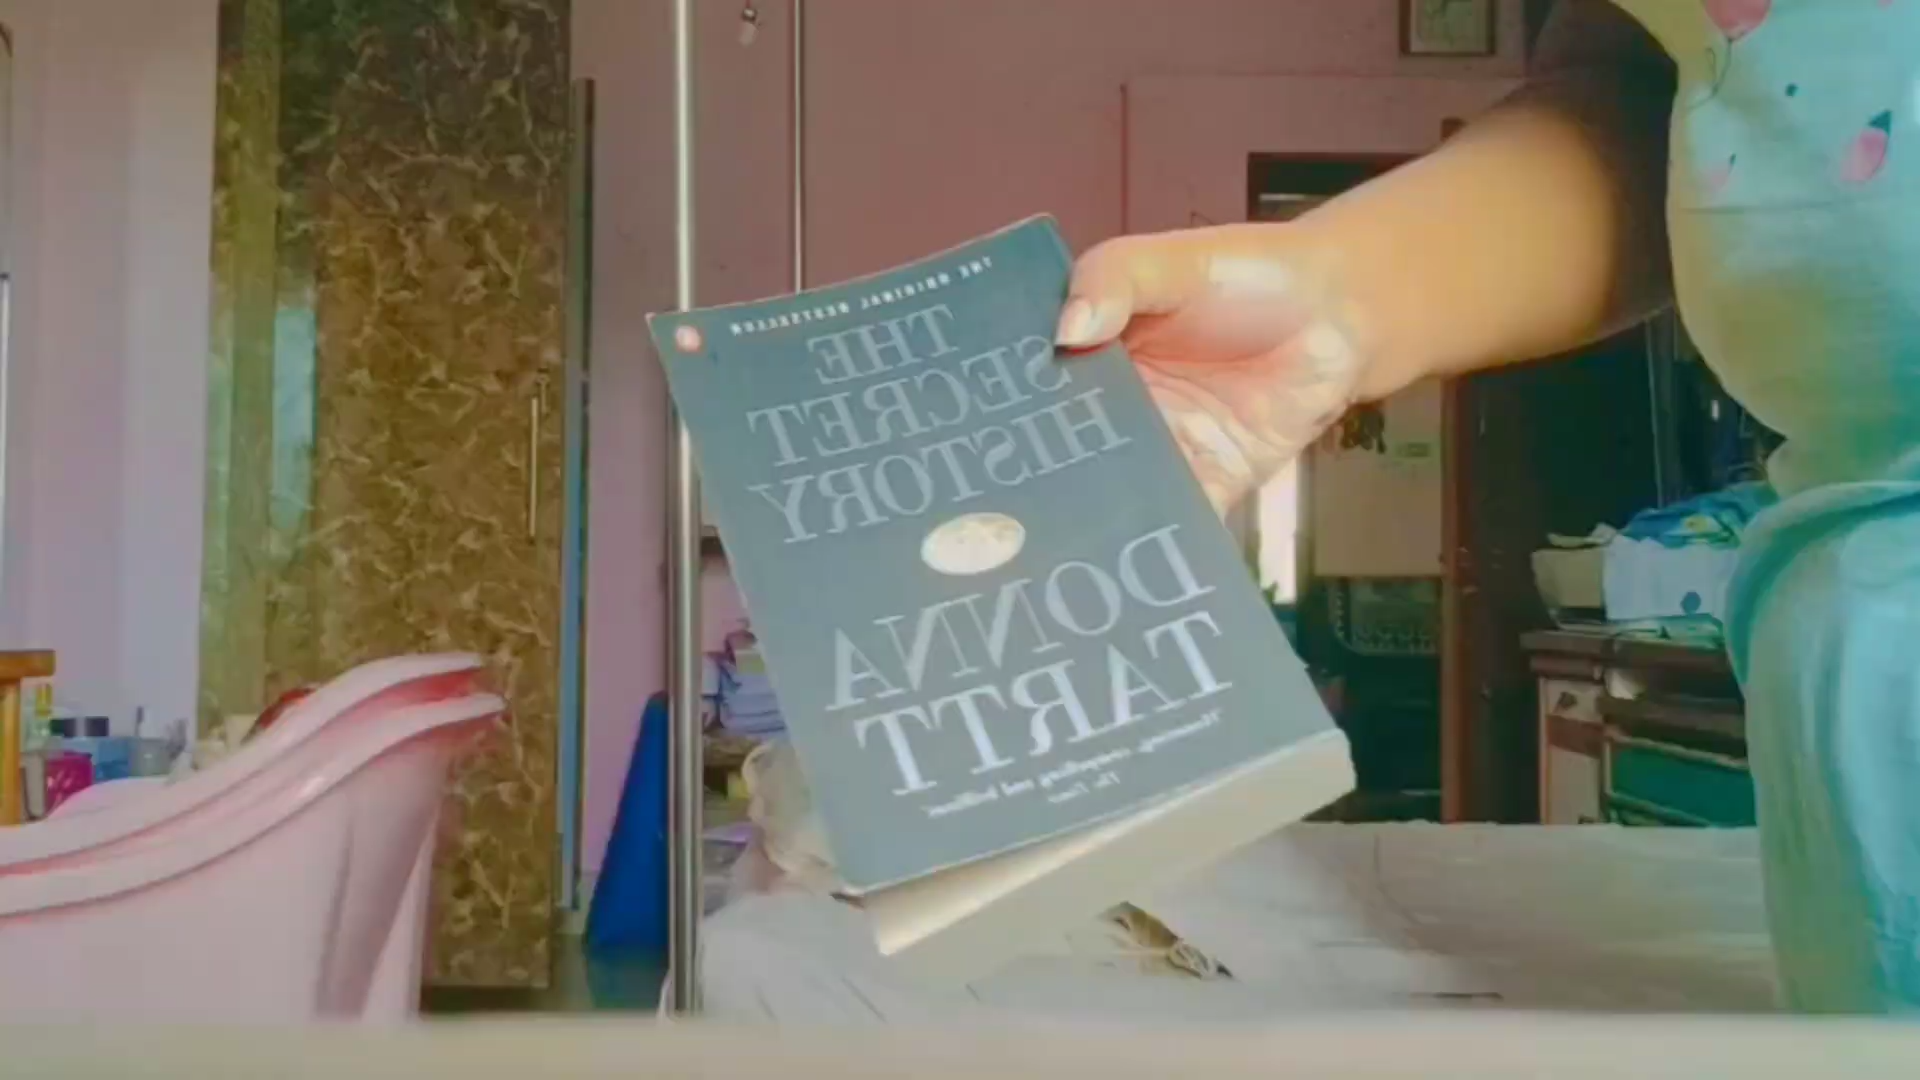 THE ORIGINAL BESTSELLER
THE
SECRET
HISTORY
DONNA
TARTT
'Haunting, compelling and brilliant'
The Times